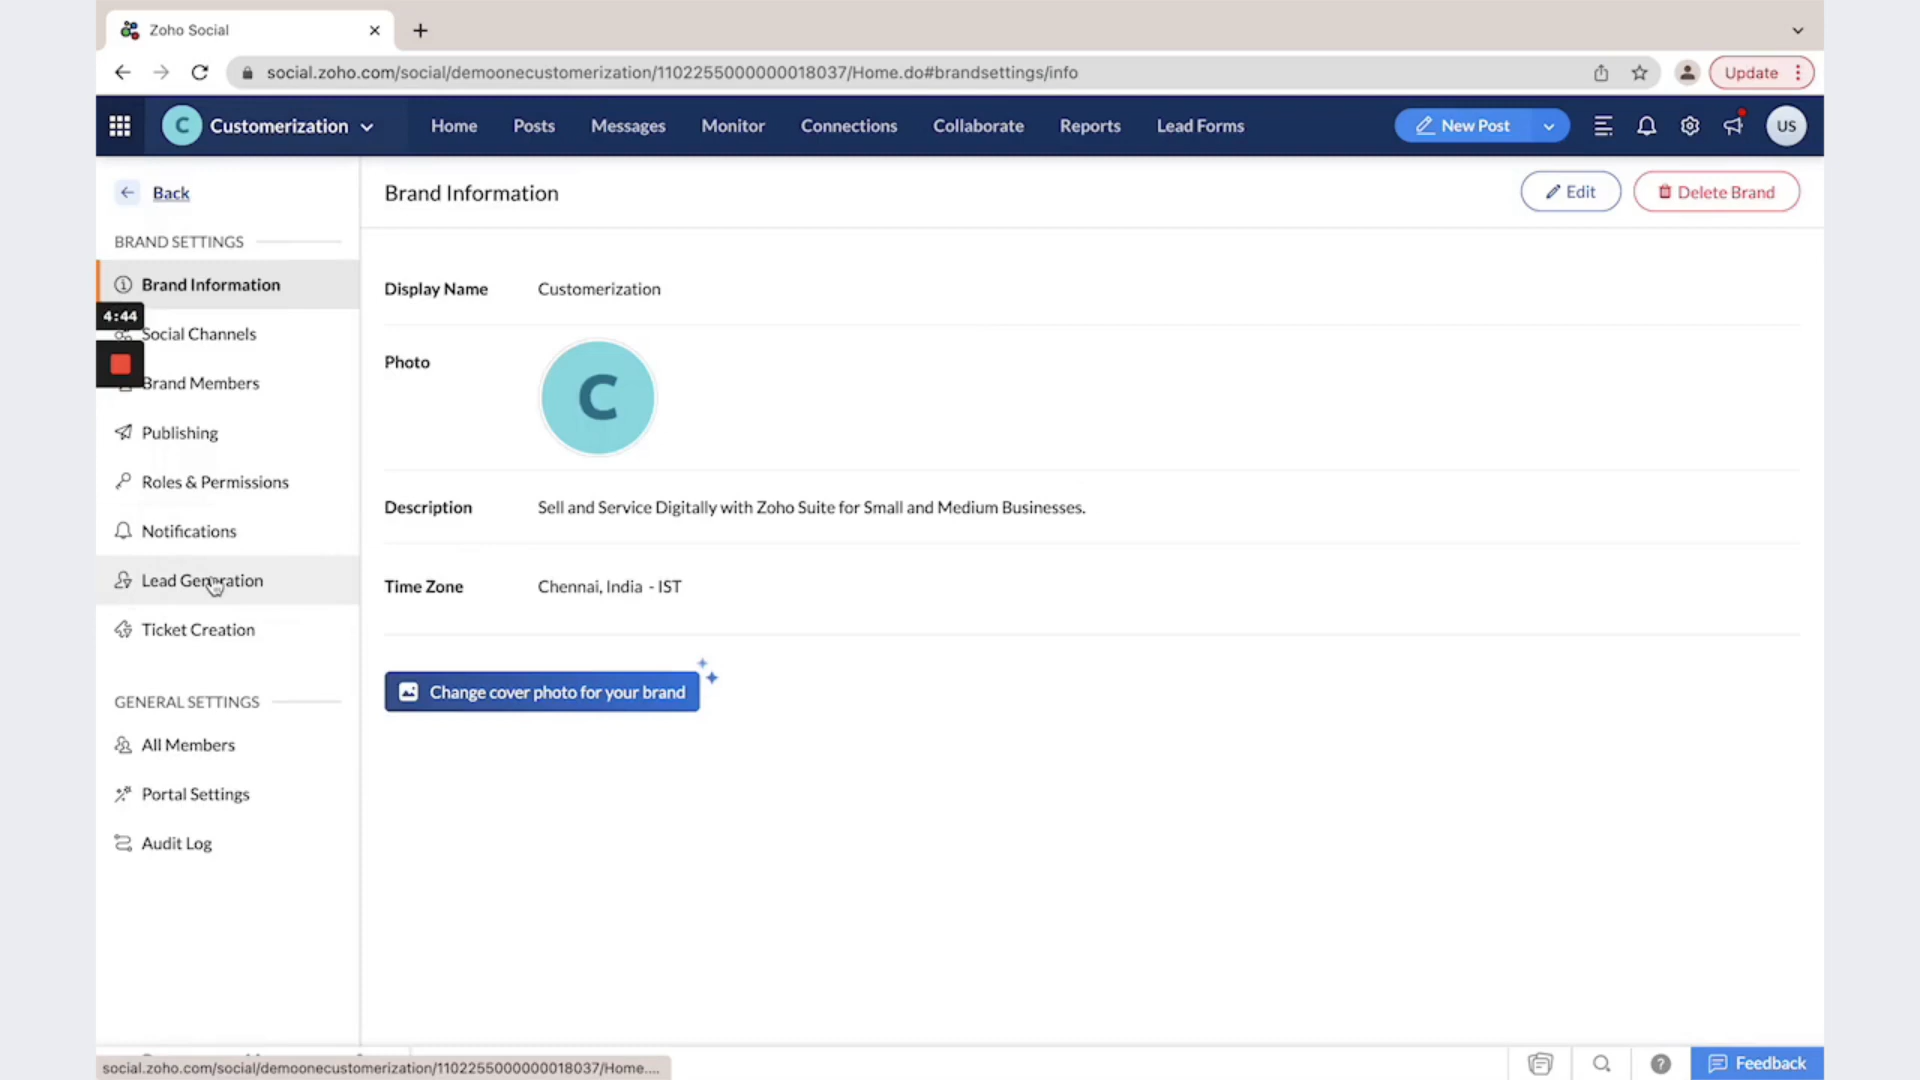 Zoho Social
social.zoho.com/social/demoonecustomerization/1102255000000018037/Home.do#brandsettings/info
Update
C Customerization
Home Posts Messages Monitor Connections Collaborate Reports Lead Forms
New Post
US
Back
BRAND SETTINGS
Brand Information
4:44
Social Channels
Brand Members
Publishing
Roles & Permissions
Notifications
Lead Generation
Ticket Creation
GENERAL SETTINGS
All Members
Portal Settings
Audit Log
Brand Information
Edit
Delete Brand
Display Name Customerization
Photo
C
Description Sell and Service Digitally with Zoho Suite for Small and Medium Businesses.
Time Zone Chennai, India - IST
Change cover photo for your brand
social.zoho.com/social/demoonecustomerization/1102255000000018037/Home....
Feedback